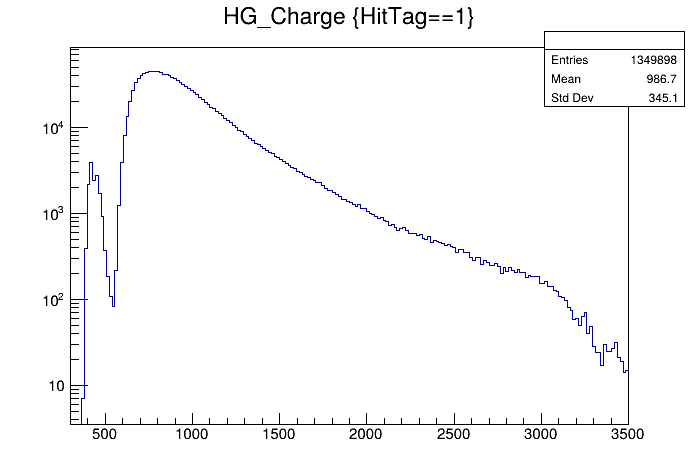 HG_Charge {HitTag==1}
Entries 1349898
Mean 986.7
Std Dev 345.1
10^4
10^3
10^2
10
500 1000 1500 2000 2500 3000 3500